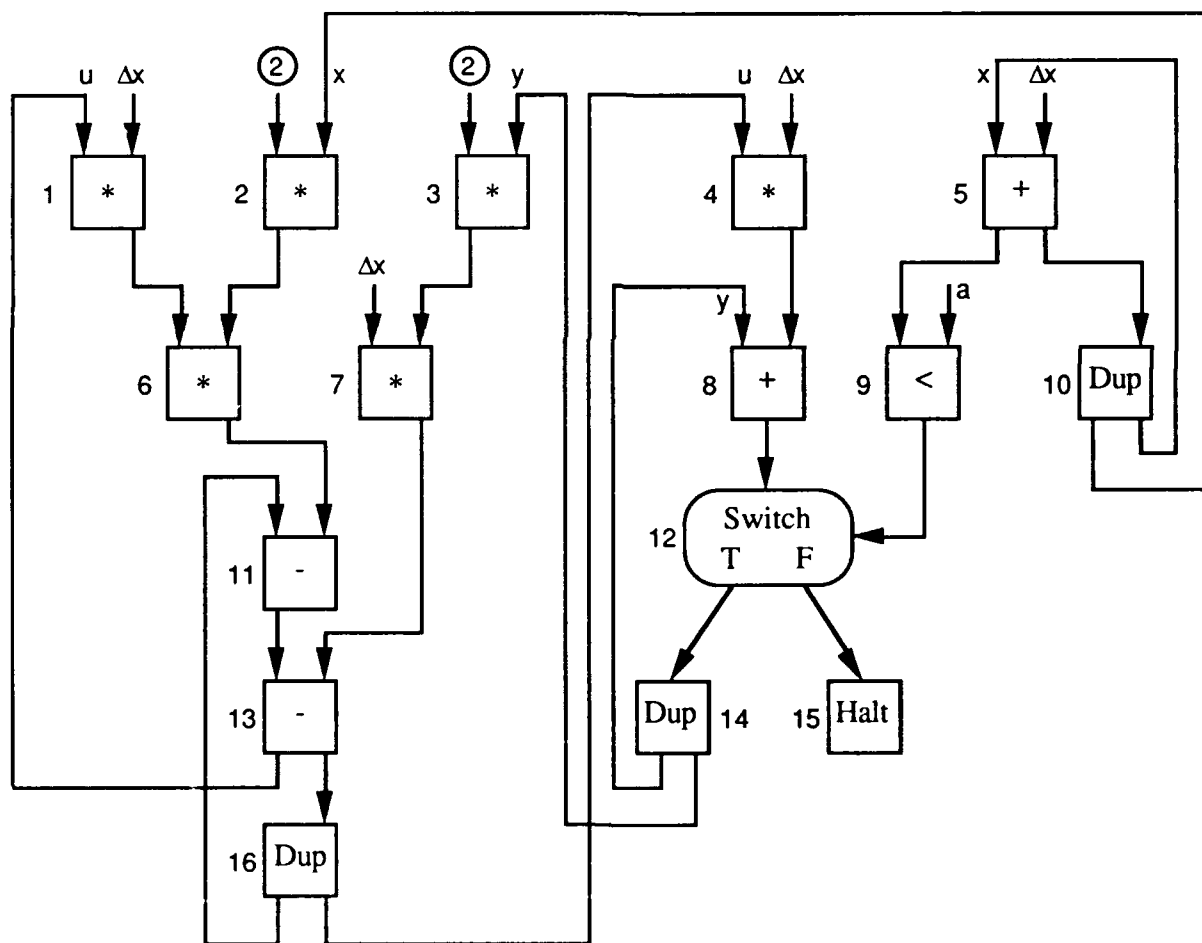 u Δx 2 x 2 y u Δx x Δx
1 * 2 * 3 * 4 * 5 +
Δx y a
6 * 7 * 8 + 9 < 10 Dup
12 Switch
T F
11 -
13 - Dup 14 15 Halt
16 Dup